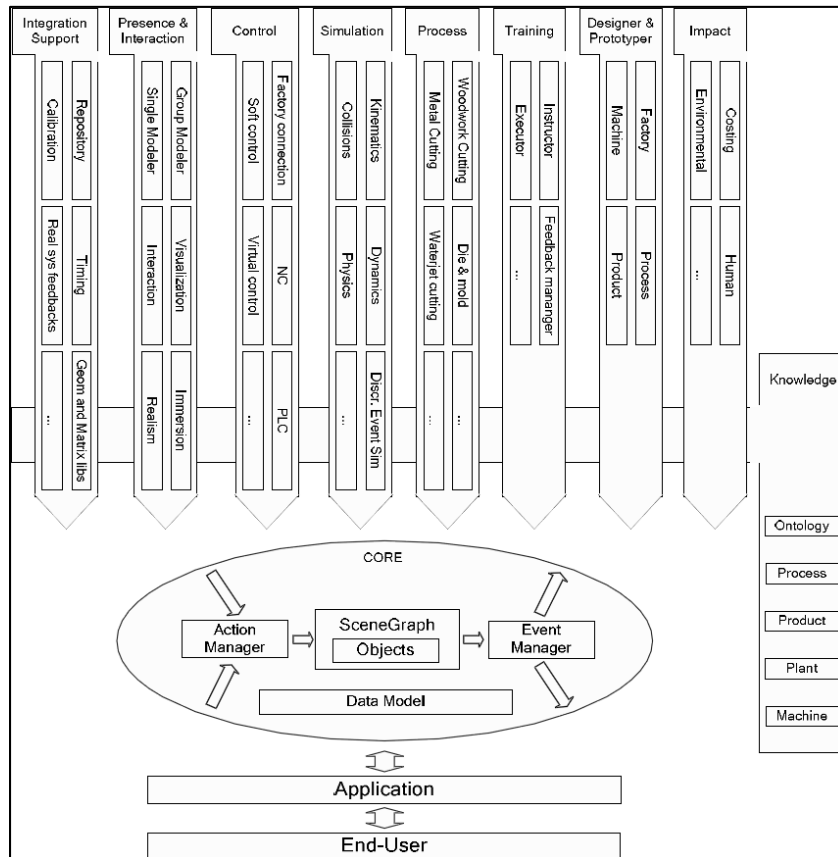 Integration
Support
Presence &
Interaction
Control
Simulation
Process
Training
Designer &
Prototyper
Impact
Calibration
Repository
Single Modeler
Group Modeler
Soft control
Factory connection
Collisions
Kinematics
Metal Cutting
Woodwork Cutting
Executor
Instructor
Machine
Factory
Environmental
Costing
Real sys feedbacks
Timing
Interaction
Visualization
Virtual control
NC
Physics
Dynamics
Waterjet cutting
Die & mold
...
Feedback mananger
Product
Process
...
Human
...
Geom and Matrix libs
Realism
Immersion
...
PLC
...
Discr. Event Sim
...
...
Knowledge
Ontology
Process
Product
Plant
Machine
CORE
Action
Manager
SceneGraph
Objects
Event
Manager
Data Model
Application
End-User